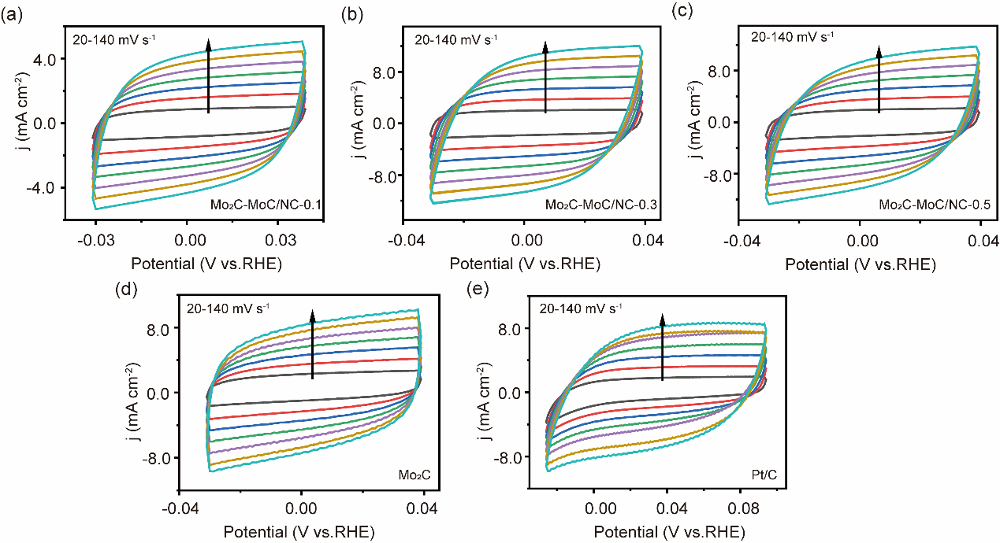 (a)
20-140 mV s⁻¹
4.0
0.0
-4.0
j (mA cm⁻²)
Mo₂C-MoC/NC-0.1
-0.03 0.00 0.03
Potential (V vs.RHE)
(b)
20-140 mV s⁻¹
8.0
0.0
-8.0
j (mA cm⁻²)
Mo₂C-MoC/NC-0.3
-0.04 0.00 0.04
Potential (V vs.RHE)
(c)
20-140 mV s⁻¹
8.0
0.0
-8.0
j (mA cm⁻²)
Mo₂C-MoC/NC-0.5
-0.04 0.00 0.04
Potential (V vs.RHE)
(d)
20-140 mV s⁻¹
8.0
0.0
-8.0
j (mA cm⁻²)
Mo₂C
-0.04 0.00 0.04
Potential (V vs.RHE)
(e)
20-140 mV s⁻¹
8.0
0.0
-8.0
j (mA cm⁻²)
Pt/C
0.00 0.04 0.08
Potential (V vs.RHE)